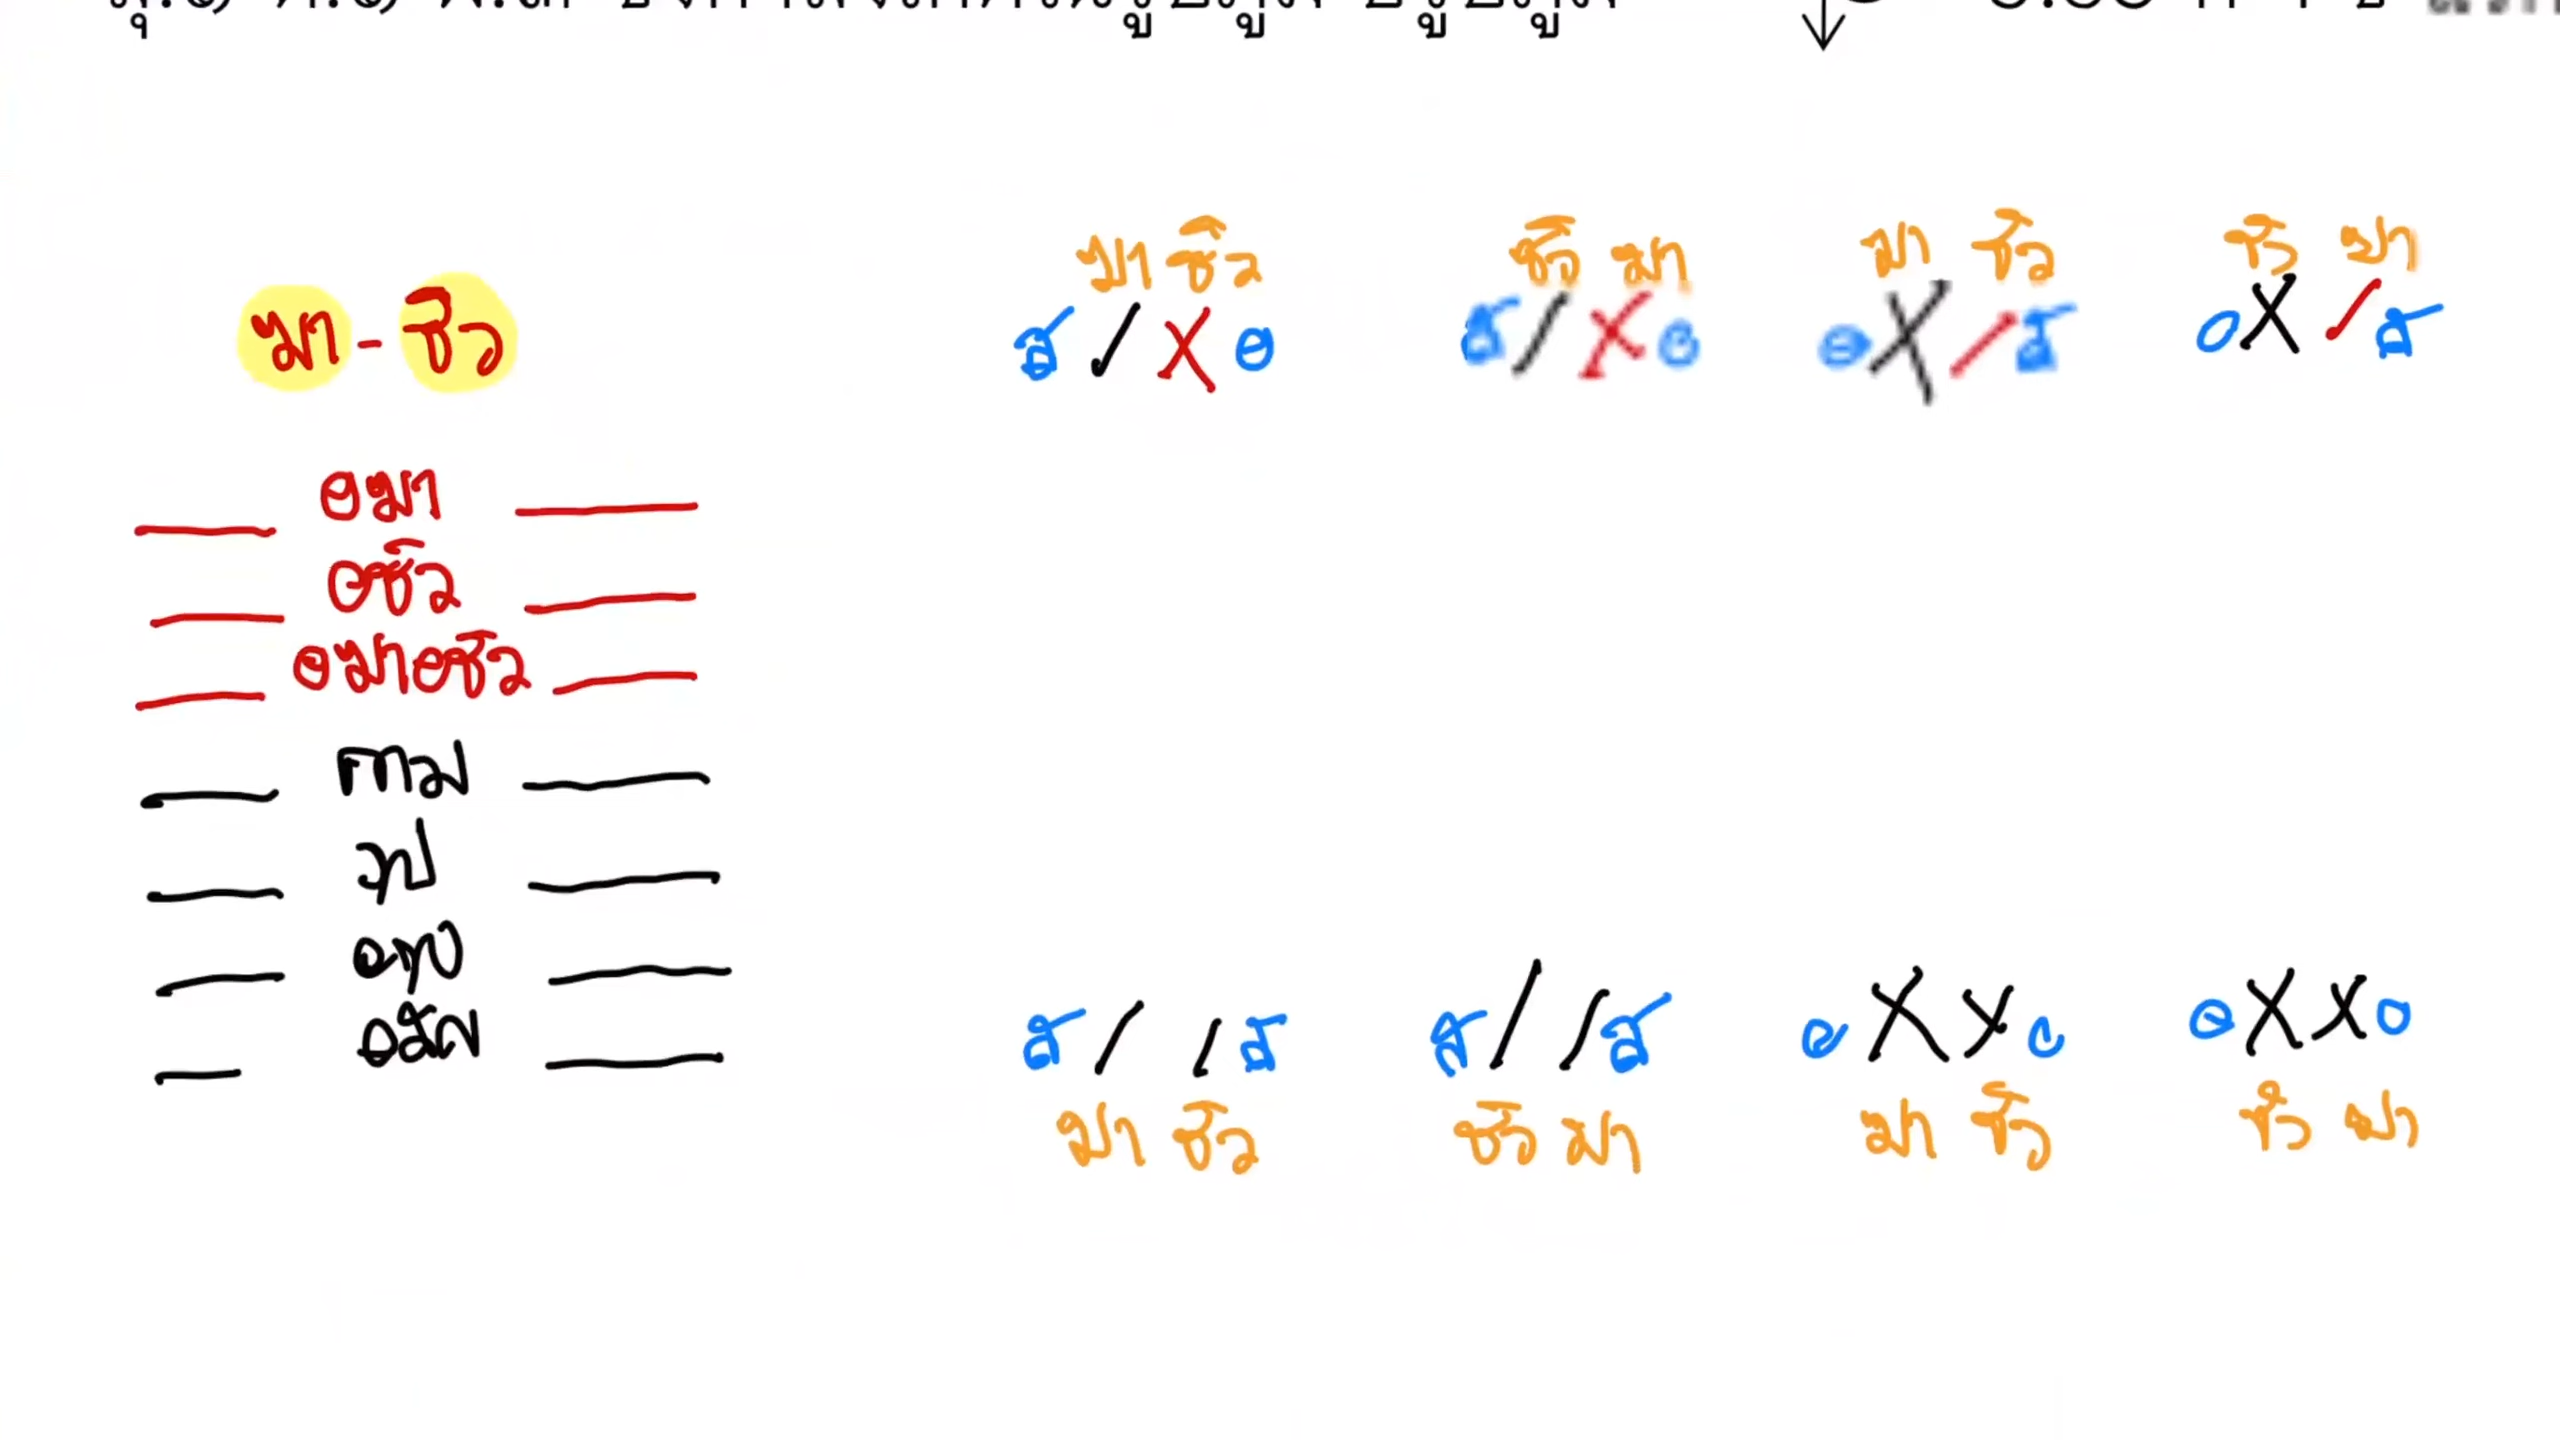 มา ชิว
ชิว มา
มา ชิว
ชิว มา
ส / X อ
ส / X อ
อ X / ส
o X / ส
มา - ชิว
อมา
อชิว
อมาอชิว
กาม
รูป
อรูป
อสัญ
ส / / ส
ส / / ส
อ X X
อ X X o
มา ชิว
ชิว มา
มา ชิว
ชิว มา